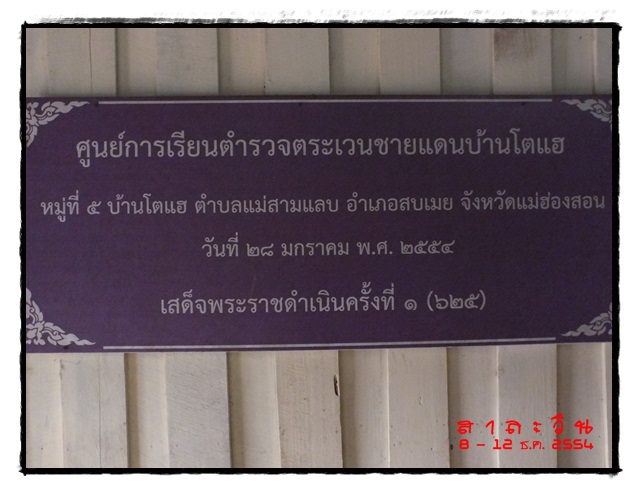 ศูนย์การเรียนตำรวจตระเวนชายแดนบ้านโตแฮ
หมู่ที่ ๕ บ้านโตแฮ ตำบลแม่สามแลบ อำเภอสบเมย จังหวัดแม่ฮ่องสอน
วันที่ ๒๘ มกราคม พ.ศ. ๒๕๕๔
เสด็จพระราชดำเนินครั้งที่ ๑ (๖๒๕)
สาละวีน
8 - 12 ธ.ค. 2554